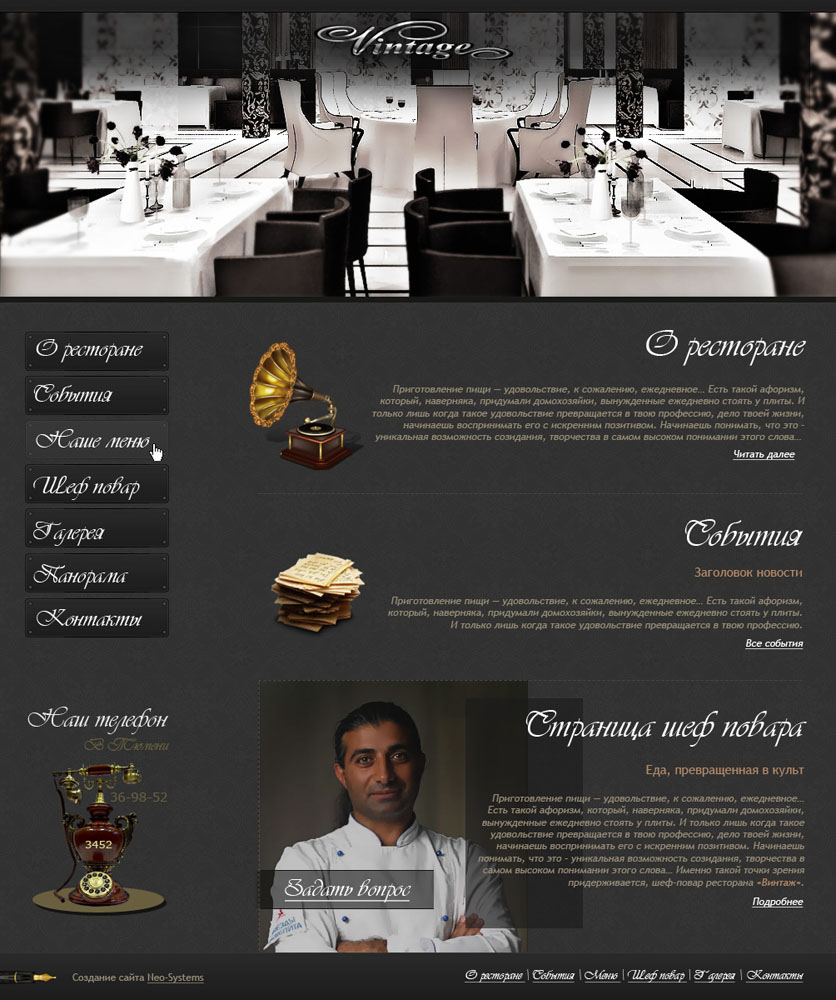 Vintage
О ресторане
События
Наше меню
Шеф повар
Галерея
Панорама
Контакты
Наш телефон
В Тюмени
36-98-52
3452
О ресторане
Приготовление пищи — удовольствие, к сожалению, ежедневное... Есть такой афоризм,
который, наверняка, придумали домохозяйки, вынужденные ежедневно стоять у плиты. И
только лишь когда такое удовольствие превращается в твою профессию, дело твоей жизни,
начинаешь воспринимать его с искренним позитивом. Начинаешь понимать, что это -
уникальная возможность созидания, творчества в самом высоком понимании этого слова...
Читать далее
События
Заголовок новости
Приготовление пищи — удовольствие, к сожалению, ежедневное... Есть такой афоризм,
который, наверняка, придумали домохозяйки, вынужденные ежедневно стоять у плиты.
И только лишь когда такое удовольствие превращается в твою профессию.
Все события
Страница шеф повара
Еда, превращенная в культ
Приготовление пищи — удовольствие, к сожалению, ежедневное...
Есть такой афоризм, который, наверняка, придумали домохозяйки,
вынужденные ежедневно стоять у плиты. И только лишь когда такое
удовольствие превращается в твою профессию, дело твоей жизни,
начинаешь воспринимать его с искренним позитивом. Начинаешь
понимать, что это - уникальная возможность созидания, творчества в
самом высоком понимании этого слова... Именно такой точки зрения
придерживается, шеф-повар ресторана «Винтаж».
Подробнее
Задать вопрос
Создание сайта Neo-Systems
О ресторане | События | Меню | Шеф повар | Галерея | Контакты